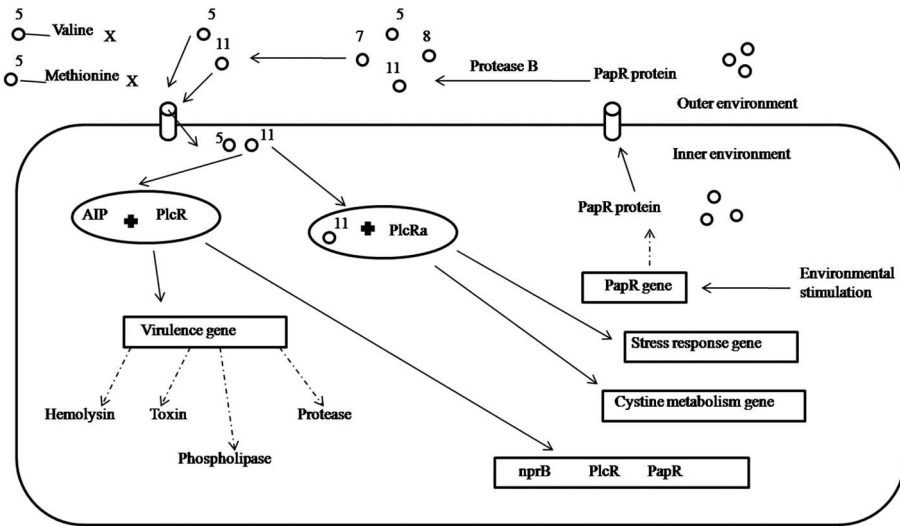 5
Valine X
5
Methionine X
5
11
5
7
8
11
Protease B
PapR protein
Outer environment
Inner environment
5 11
AIP PlcR
11
PlcRa
PapR protein
PapR gene
Environmental
stimulation
Virulence gene
Stress response gene
Hemolysin Toxin Protease
Cystine metabolism gene
Phospholipase
nprB PlcR PapR